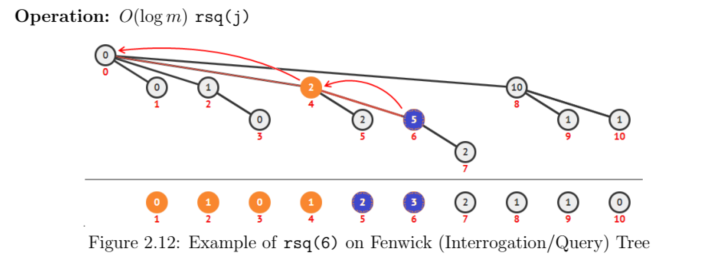 Operation: O(log m) rsq(j)
0
0
0 1 2 10
1 2 4 8
0 2 5 1 1
3 5 6 9 10
2
7
0 1 0 1 2 3 2 1 1 0
1 2 3 4 5 6 7 8 9 10
Figure 2.12: Example of rsq(6) on Fenwick (Interrogation/Query) Tree